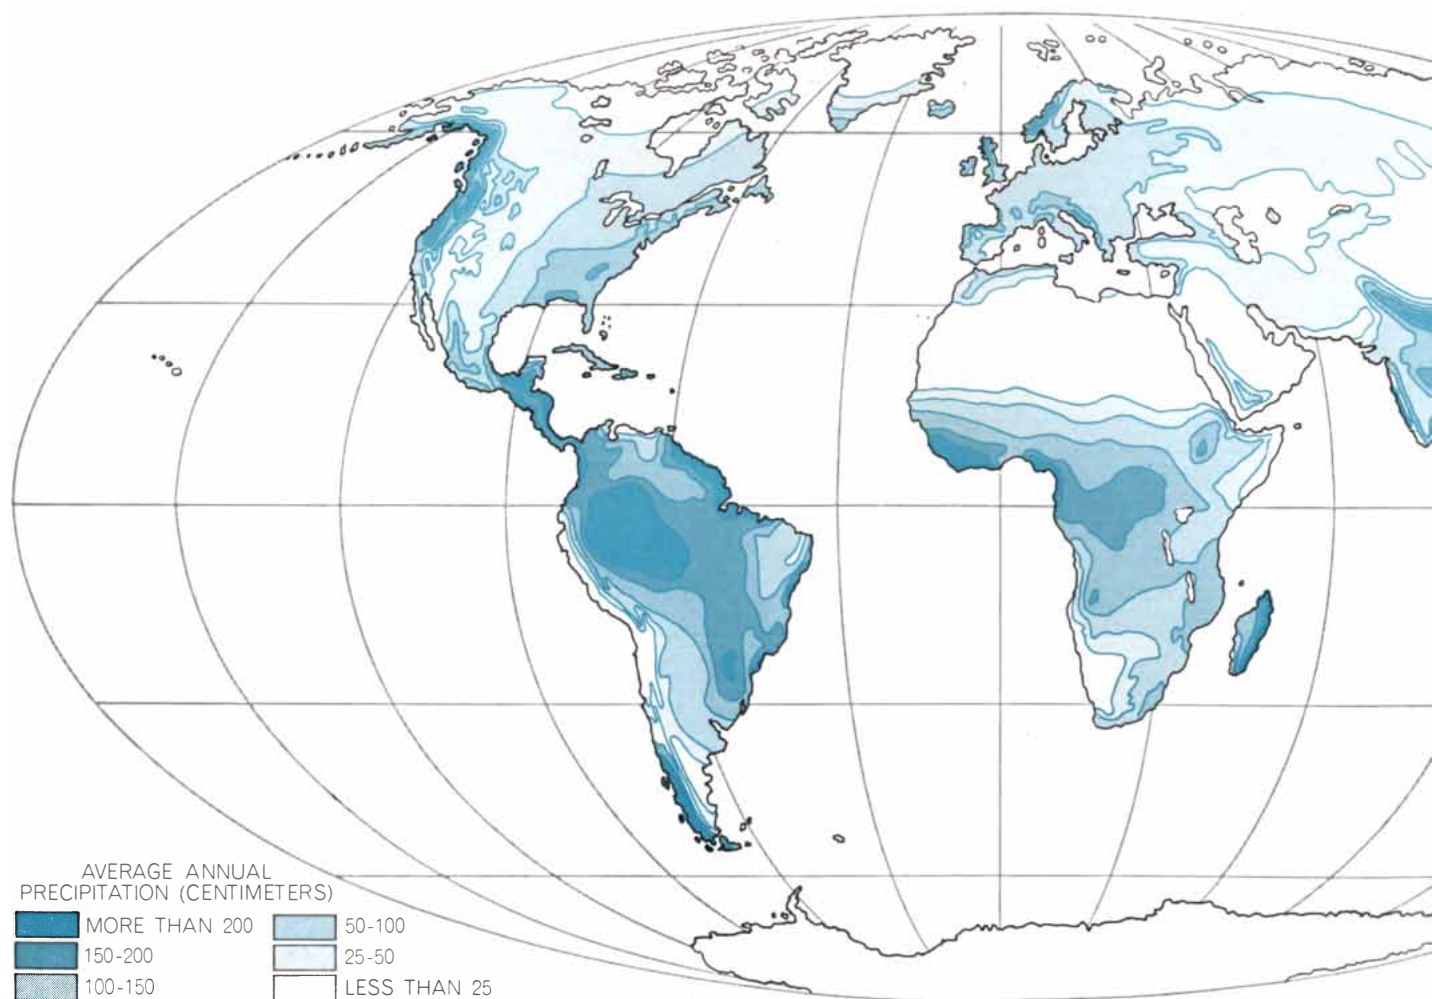 AVERAGE ANNUAL
PRECIPITATION (CENTIMETERS)
MORE THAN 200
150-200
100-150
50-100
25-50
LESS THAN 25